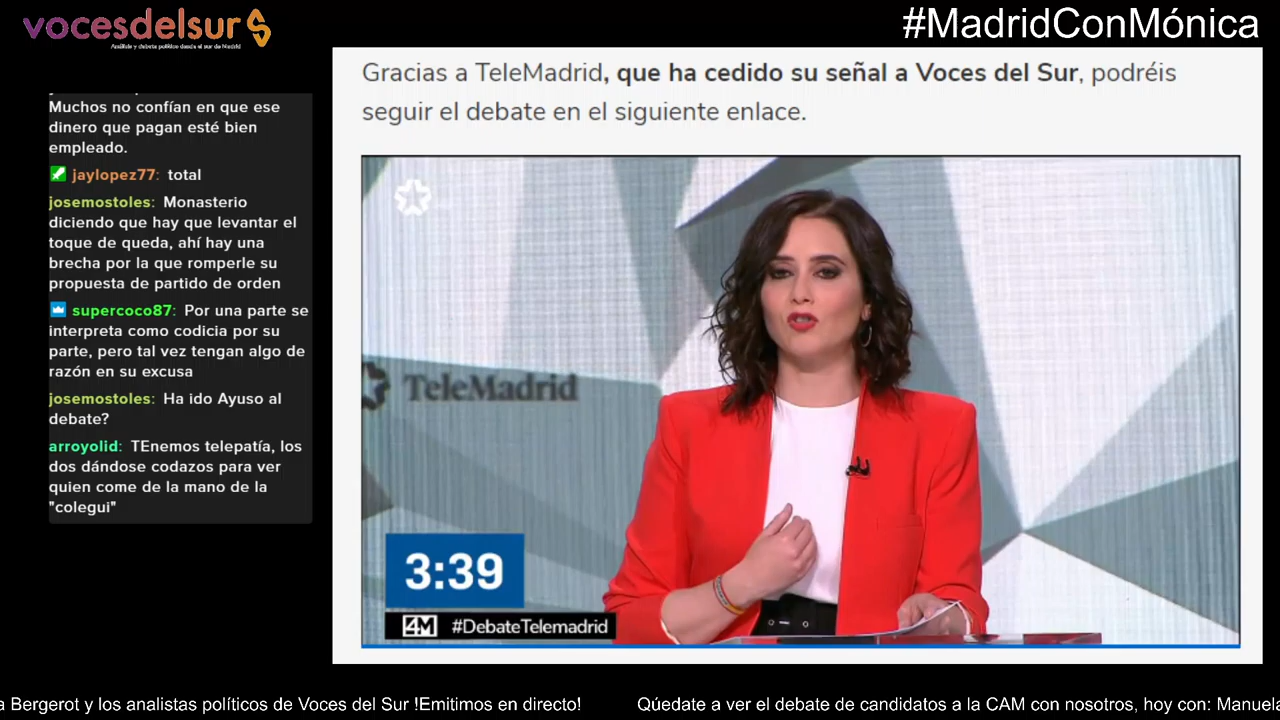 vocesdelsur
Análisis y debate político desde el sur de Madrid
#MadridConMónica
Muchos no confían en que ese
dinero que pagan esté bien
empleado.
jaylopez77: total
josemostoles: Monasterio
diciendo que hay que levantar el
toque de queda, ahí hay una
brecha por la que romperle su
propuesta de partido de orden
supercoco87: Por una parte se
interpreta como codicia por su
parte, pero tal vez tengan algo de
razón en su excusa
josemostoles: Ha ido Ayuso al
debate?
arroyolid: TEnemos telepatía, los
dos dándose codazos para ver
quien come de la mano de la
"colegui"
Gracias a TeleMadrid, que ha cedido su señal a Voces del Sur, podréis
seguir el debate en el siguiente enlace.
TeleMadrid
3:39
4M #DebateTelemadrid
a Bergerot y los analistas políticos de Voces del Sur !Emitimos en directo! Qúedate a ver el debate de candidatos a la CAM con nosotros, hoy con: Manuela